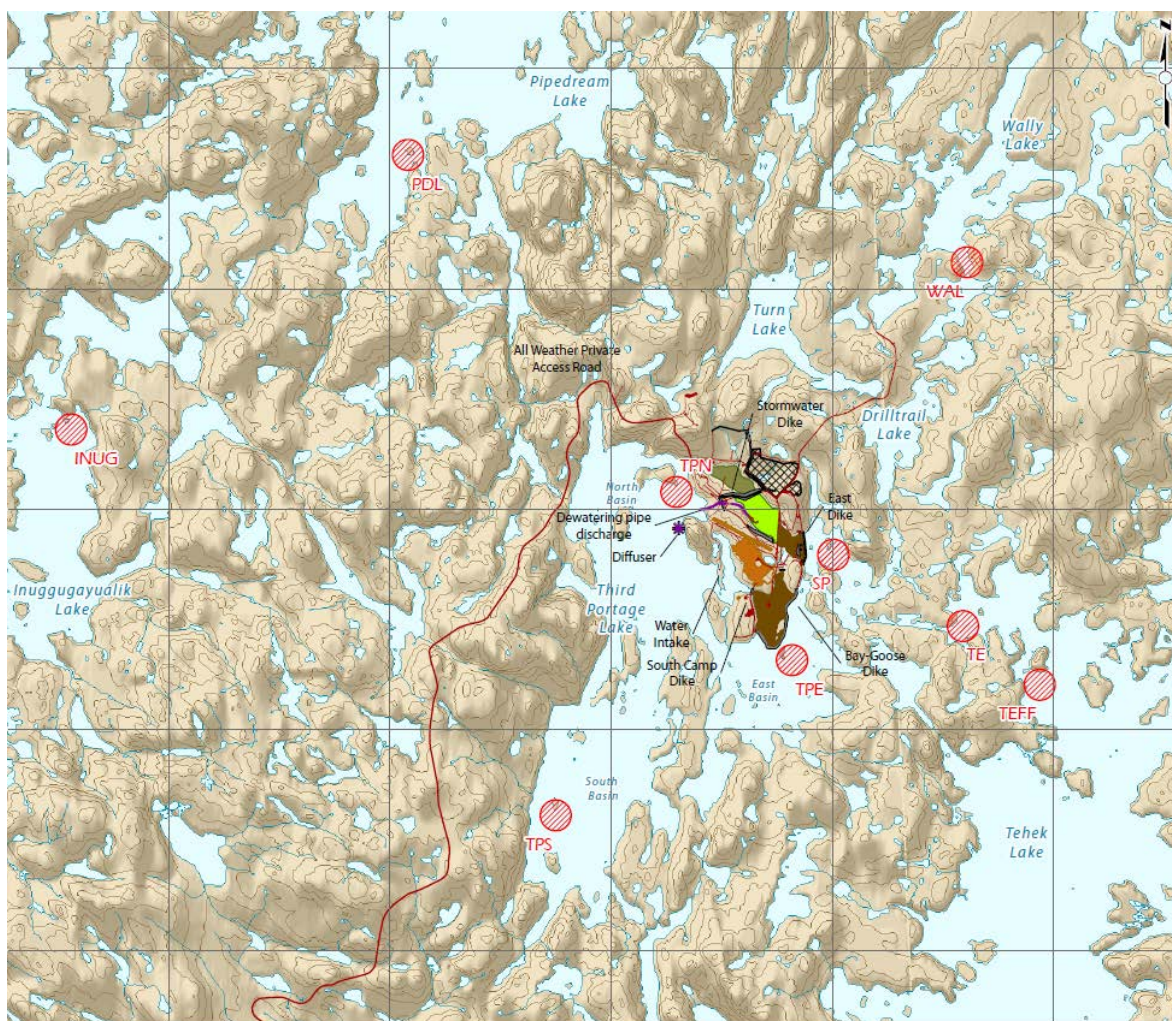 Pipedream
Lake
Wally
Lake
PDL
WAL
Turn
Lake
All Weather Private
Access Road
Stormwater
Dike
Drilltrail
Lake
INUG
TPN
North
Basin
East
Dike
Dewatering pipe
discharge
Diffuser
SP
Inuggugayualik
Lake
Third
Portage
Lake
Water
Intake
TE
South Camp
Dike
Bay-Goose
Dike
TPE
East
Basin
TEFF
South
Basin
TPS
Tehek
Lake